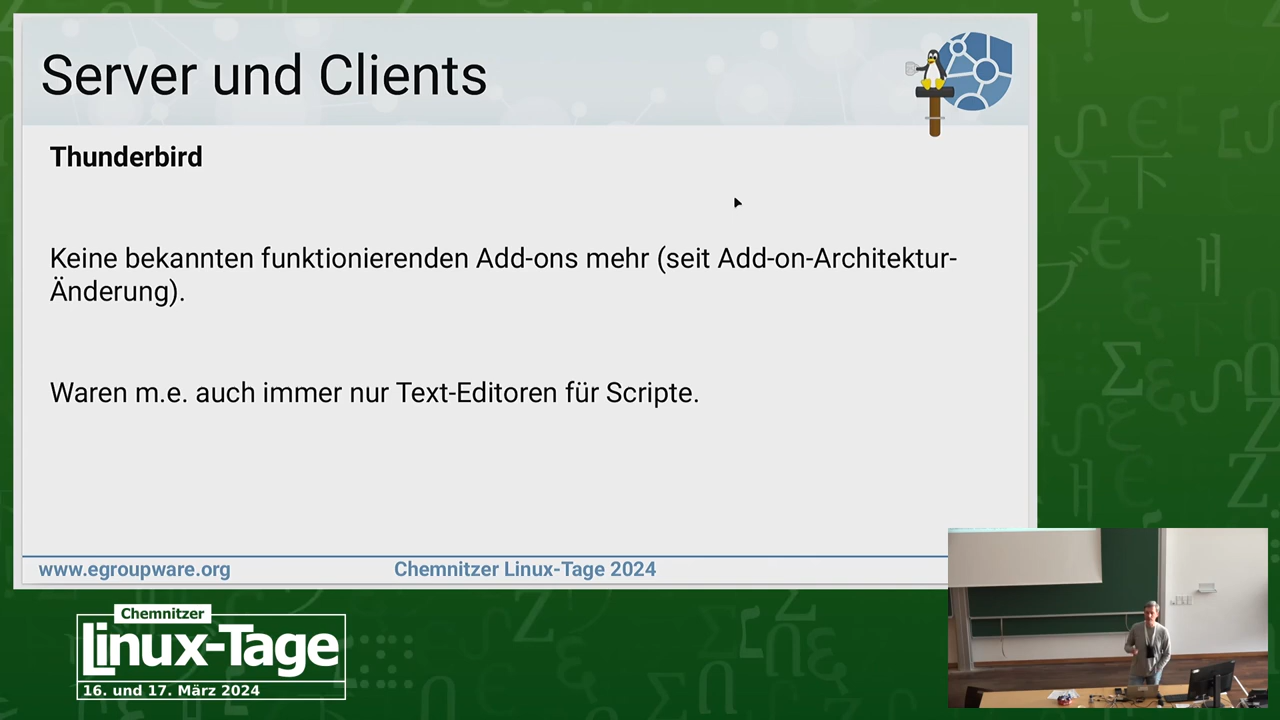 Server und Clients
Thunderbird
Keine bekannten funktionierenden Add-ons mehr (seit Add-on-Architektur-
Änderung).
Waren m.e. auch immer nur Text-Editoren für Scripte.
www.egroupware.org
Chemnitzer Linux-Tage 2024
Chemnitzer
Linux-Tage
16. und 17. März 2024